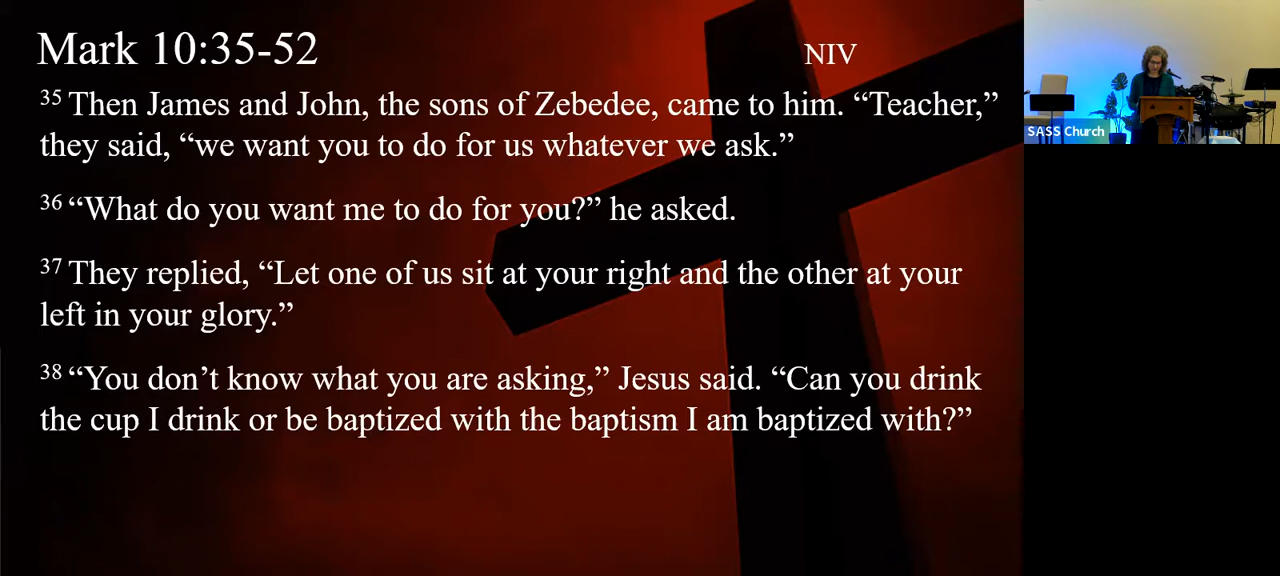 Mark 10:35-52
NIV
35 Then James and John, the sons of Zebedee, came to him. “Teacher,”
they said, “we want you to do for us whatever we ask.”
36 “What do you want me to do for you?” he asked.
37 They replied, “Let one of us sit at your right and the other at your
left in your glory.”
38 “You don’t know what you are asking,” Jesus said. “Can you drink
the cup I drink or be baptized with the baptism I am baptized with?”
SASS Church